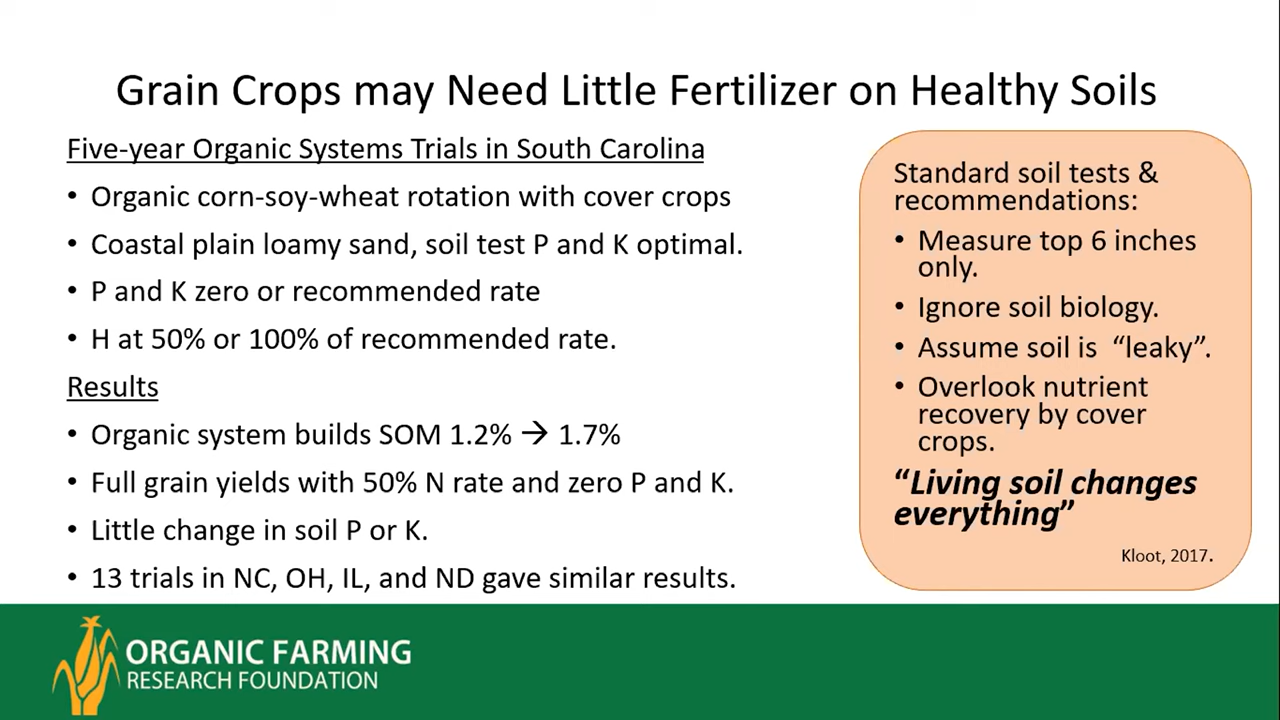 Grain Crops may Need Little Fertilizer on Healthy Soils
Five-year Organic Systems Trials in South Carolina
• Organic corn-soy-wheat rotation with cover crops
• Coastal plain loamy sand, soil test P and K optimal.
• P and K zero or recommended rate
• H at 50% or 100% of recommended rate.
Results
• Organic system builds SOM 1.2% → 1.7%
• Full grain yields with 50% N rate and zero P and K.
• Little change in soil P or K.
• 13 trials in NC, OH, IL, and ND gave similar results.
Standard soil tests &
recommendations:
• Measure top 6 inches
only.
• Ignore soil biology.
• Assume soil is “leaky”.
• Overlook nutrient
recovery by cover
crops.
“Living soil changes
everything”
Kloot, 2017.
ORGANIC FARMING
RESEARCH FOUNDATION